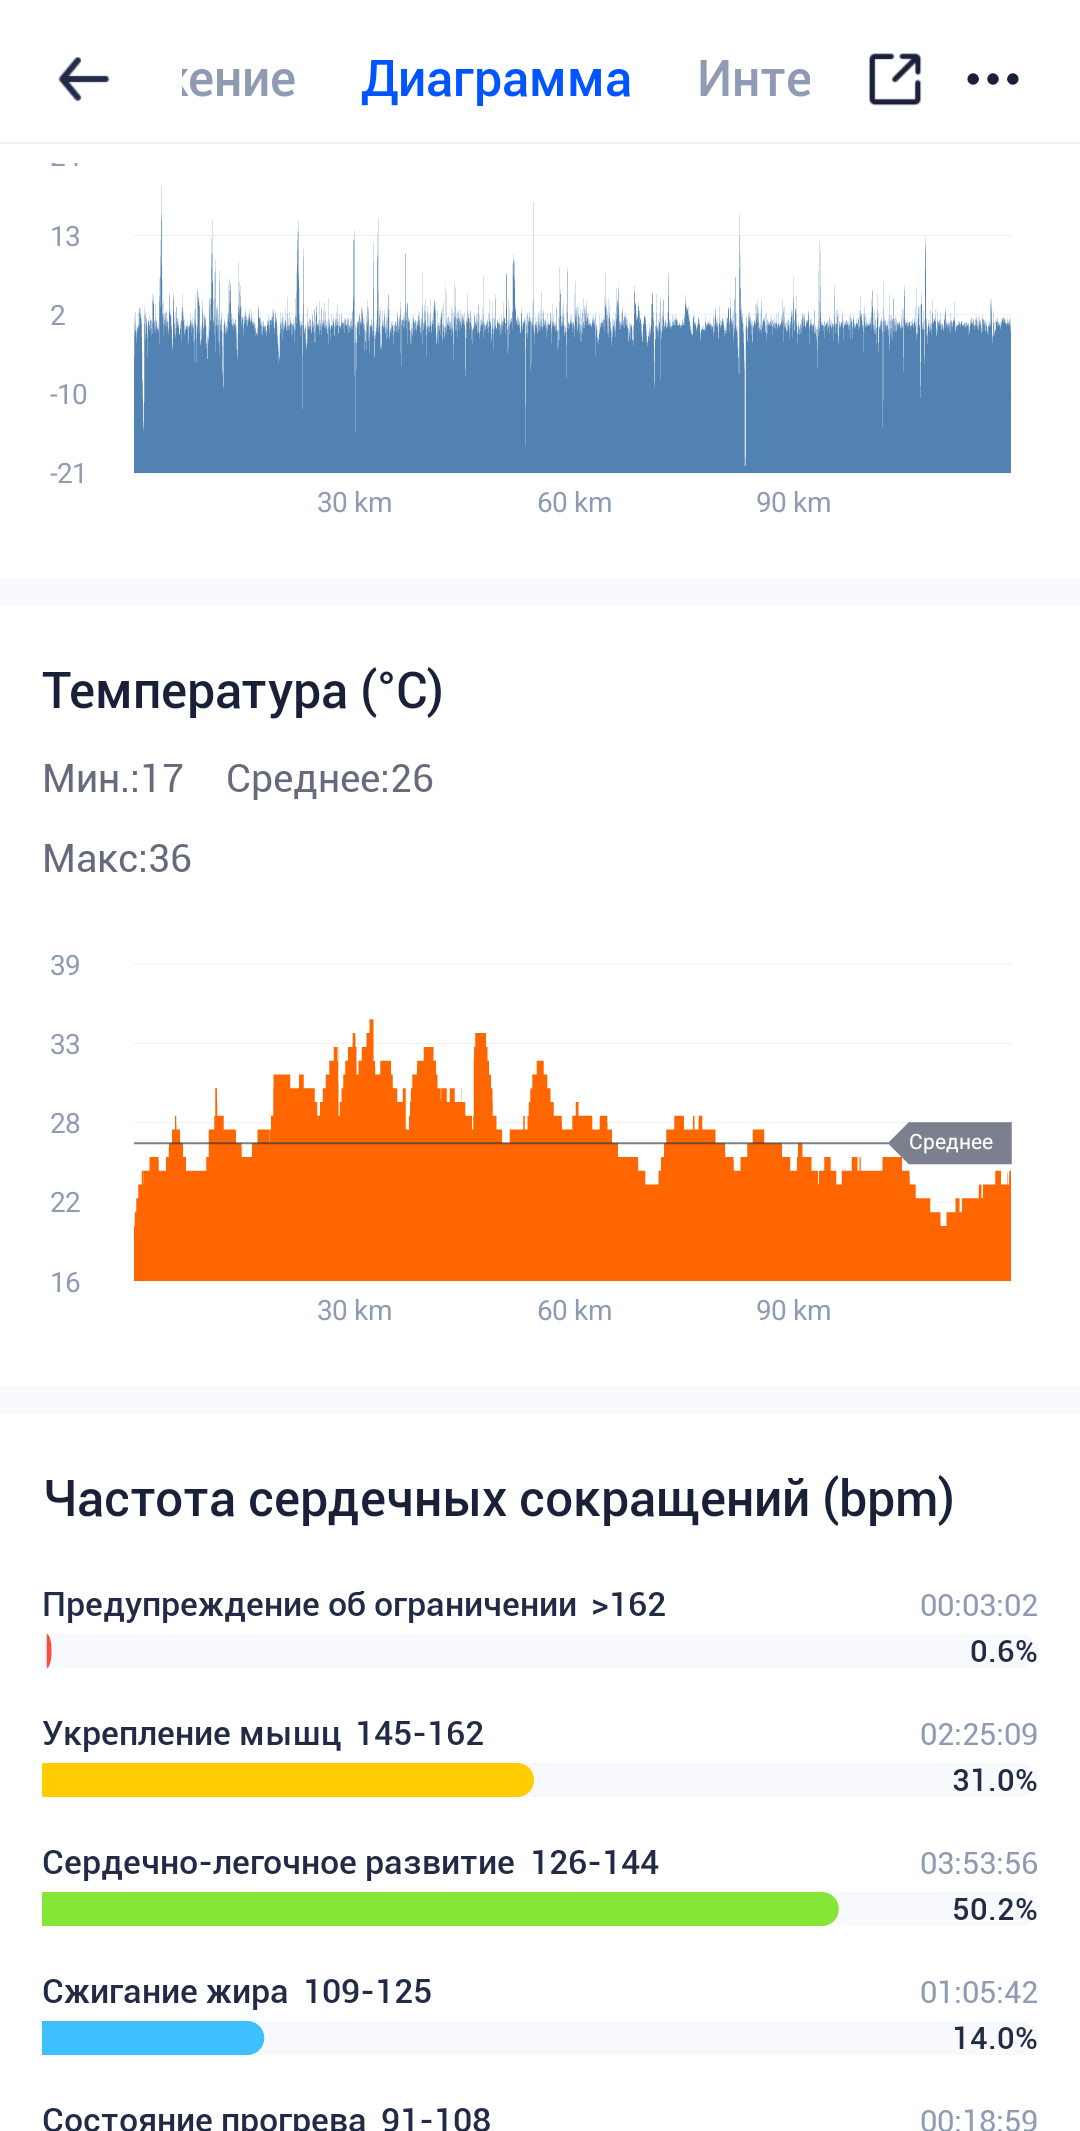 жение Диаграмма Инте
13
2
-10
-21
30 km 60 km 90 km
Температура (°C)
Мин.:17 Среднее:26
Макс:36
39
33
28
Среднее
22
16
30 km 60 km 90 km
Частота сердечных сокращений (bpm)
Предупреждение об ограничении >162 00:03:02
0.6%
Укрепление мышц 145-162 02:25:09
31.0%
Сердечно-легочное развитие 126-144 03:53:56
50.2%
Сжигание жира 109-125 01:05:42
14.0%
Состояние прогрева 91-108 00:18:59